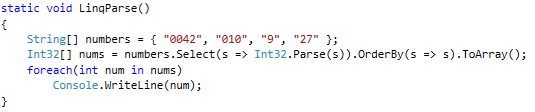 static void LinqParse()
{
String[] numbers = { "0042", "010", "9", "27" };
Int32[] nums = numbers.Select(s => Int32.Parse(s)).OrderBy(s => s).ToArray();
foreach(int num in nums)
Console.WriteLine(num);
}